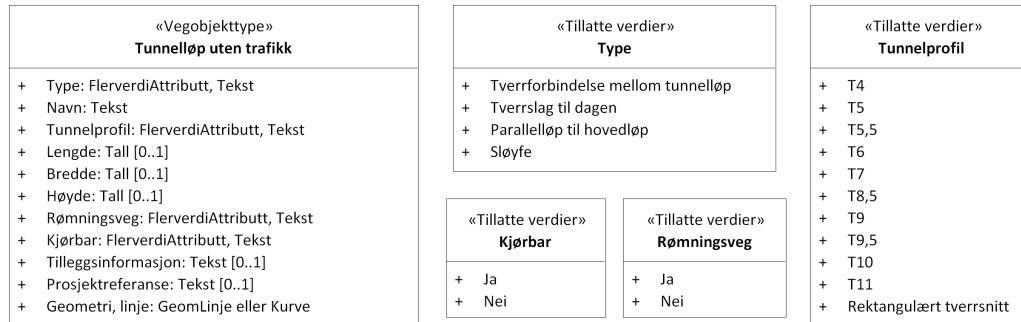 «Vegobjekttype»
Tunnelløp uten trafikk
+ Type: FlerverdiAttributt, Tekst
+ Navn: Tekst
+ Tunnelprofil: FlerverdiAttributt, Tekst
+ Lengde: Tall [0..1]
+ Bredde: Tall [0..1]
+ Høyde: Tall [0..1]
+ Rømningsveg: FlerverdiAttributt, Tekst
+ Kjørbar: FlerverdiAttributt, Tekst
+ Tilleggsinformasjon: Tekst [0..1]
+ Prosjektreferanse: Tekst [0..1]
+ Geometri, linje: GeomLinje eller Kurve
«Tillatte verdier»
Type
+ Tverrforbindelse mellom tunnelløp
+ Tverrslag til dagen
+ Parallelløp til hovedløp
+ Sløyfe
«Tillatte verdier»
Kjørbar
+ Ja
+ Nei
«Tillatte verdier»
Rømningsveg
+ Ja
+ Nei
«Tillatte verdier»
Tunnelprofil
+ T4
+ T5
+ T5,5
+ T6
+ T7
+ T8,5
+ T9
+ T9,5
+ T10
+ T11
+ Rektangulært tverrsnitt